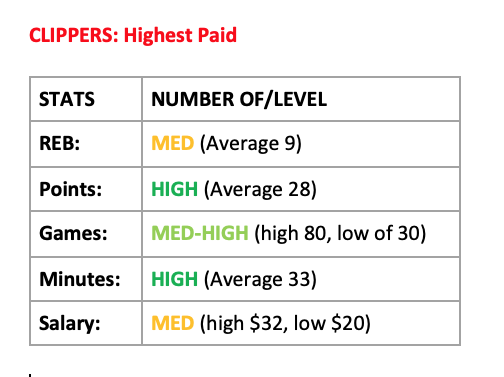 CLIPPERS: Highest Paid
STATS NUMBER OF/LEVEL
REB: MED (Average 9)
Points: HIGH (Average 28)
Games: MED-HIGH (high 80, low of 30)
Minutes: HIGH (Average 33)
Salary: MED (high $32, low $20)